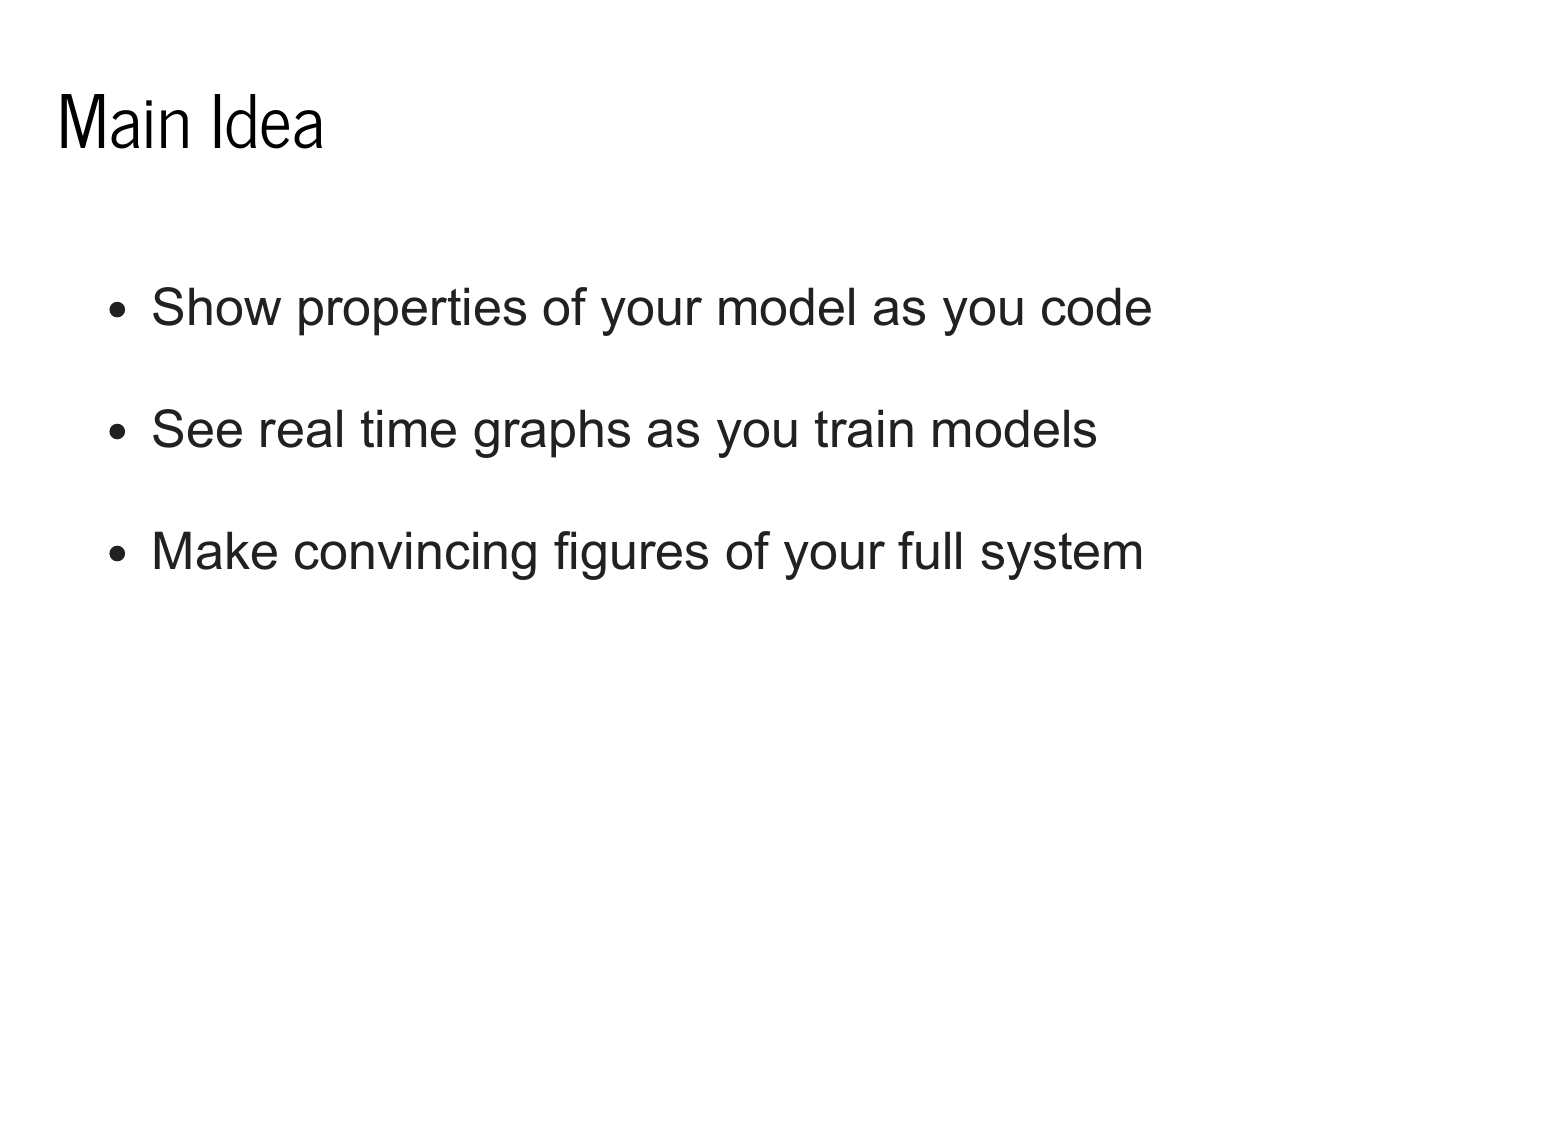 Main Idea
• Show properties of your model as you code
• See real time graphs as you train models
• Make convincing figures of your full system